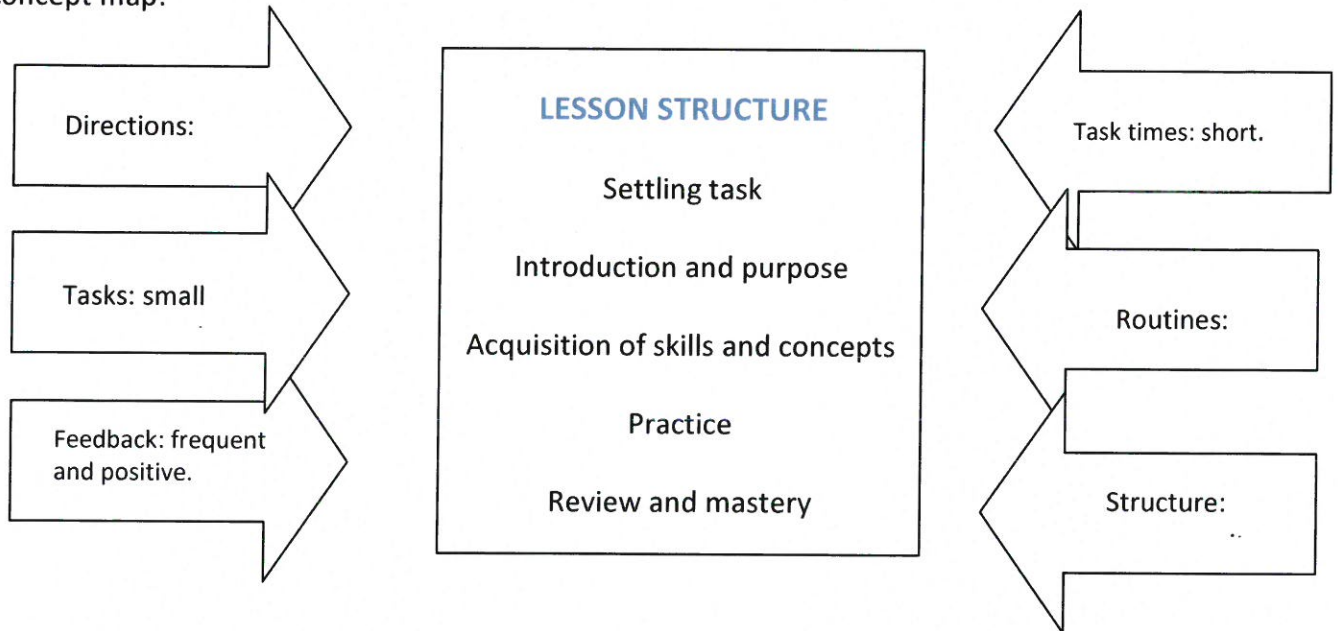 concept map:
Directions:
Tasks: small
Feedback: frequent
and positive.
LESSON STRUCTURE
Settling task
Introduction and purpose
Acquisition of skills and concepts
Practice
Review and mastery
Task times: short.
Routines:
Structure: